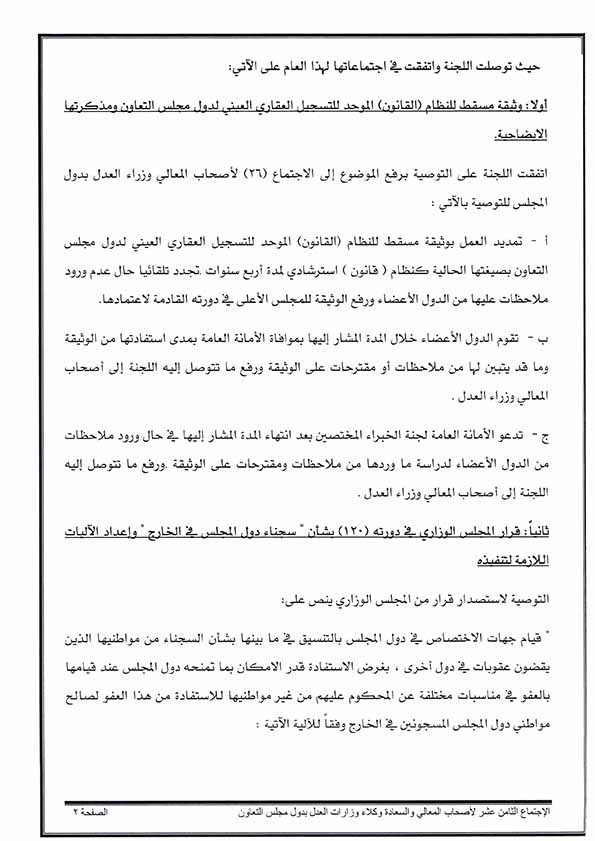 حيث توصلت اللجنة واتفقت في اجتماعاتها لهذا العام على الآتي:
أولا: وثيقة مسقط للنظام (القانون) الموحد للتسجيل العقاري العيني لدول مجلس التعاون ومذكرتها
الايضاحية.
اتفقت اللجنة على التوصية برفع الموضوع إلى الاجتماع (٢٦) لأصحاب المعالي وزراء العدل بدول
المجلس للتوصية بالآتي :
أ - تمديد العمل بوثيقة مسقط للنظام (القانون) الموحد للتسجيل العقاري العيني لدول مجلس
التعاون بصيغتها الحالية كنظام ( قانون ) استرشادي لمدة أربع سنوات ,تجدد تلقائيا حال عدم ورود
ملاحظات عليها من الدول الأعضاء ورفع الوثيقة للمجلس الأعلى في دورته القادمة لاعتمادها.
ب - تقوم الدول الأعضاء خلال المدة المشار إليها بموافاة الأمانة العامة بمدى استفادتها من الوثيقة
وما قد يتبين لها من ملاحظات أو مقترحات على الوثيقة ورفع ما تتوصل إليه اللجنة إلى أصحاب
المعالي وزراء العدل .
ج - تدعو الأمانة العامة لجنة الخبراء المختصين بعد انتهاء المدة المشار إليها في حال ورود ملاحظات
من الدول الأعضاء لدراسة ما وردها من ملاحظات ومقترحات على الوثيقة ,ورفع ما تتوصل إليه
اللجنة إلى أصحاب المعالي وزراء العدل .
ثانياً: قرار المجلس الوزاري في دورته (١٢٠) بشأن " سجناء دول المجلس في الخارج " وإعداد الآليات
اللازمة لتنفيذه
التوصية لاستصدار قرار من المجلس الوزاري ينص على:
" قيام جهات الاختصاص في دول المجلس بالتنسيق في ما بينها بشأن السجناء من مواطنيها الذين
يقضون عقوبات في دول أخرى ، بغرض الاستفادة قدر الامكان بما تمنحه دول المجلس عند قيامها
بالعفو في مناسبات مختلفة عن المحكوم عليهم من غير مواطنيها للاستفادة من هذا العفو لصالح
مواطني دول المجلس المسجونين في الخارج وفقاً للآلية الآتية :
الإجتماع الثامن عشر لأصحاب المعالي والسعادة وكلاء وزارات العدل بدول مجلس التعاون الصفحة ٢